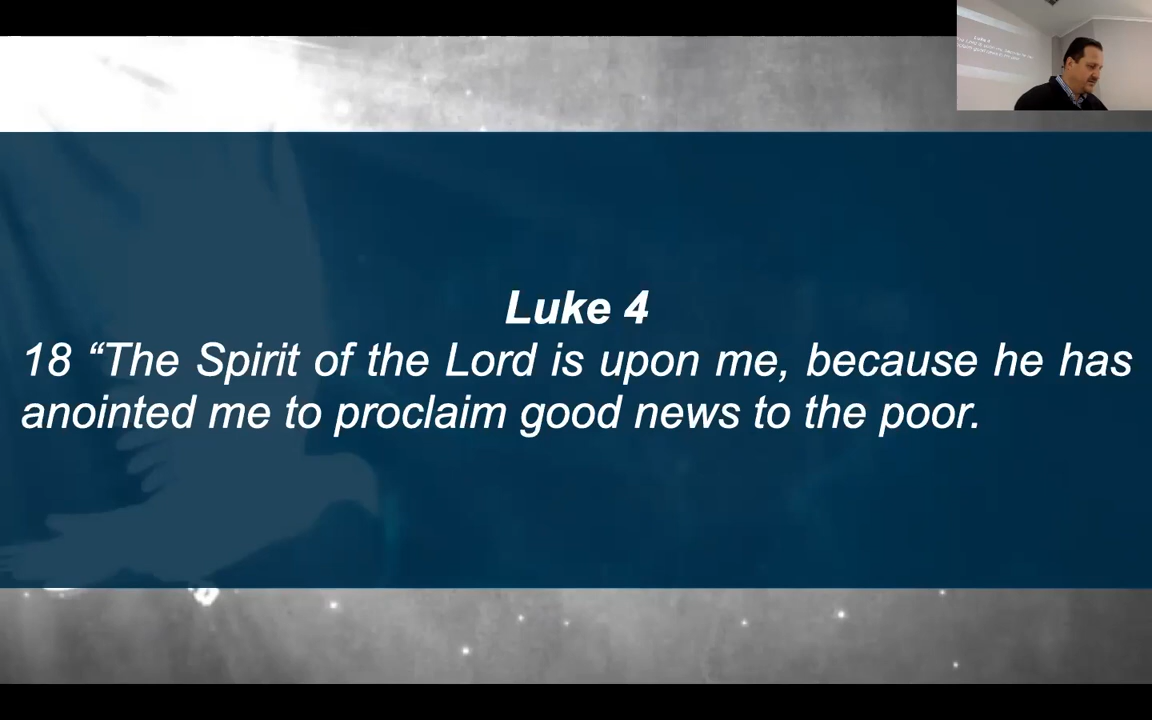 Luke 4
18 “The Spirit of the Lord is upon me, because he has
anointed me to proclaim good news to the poor.